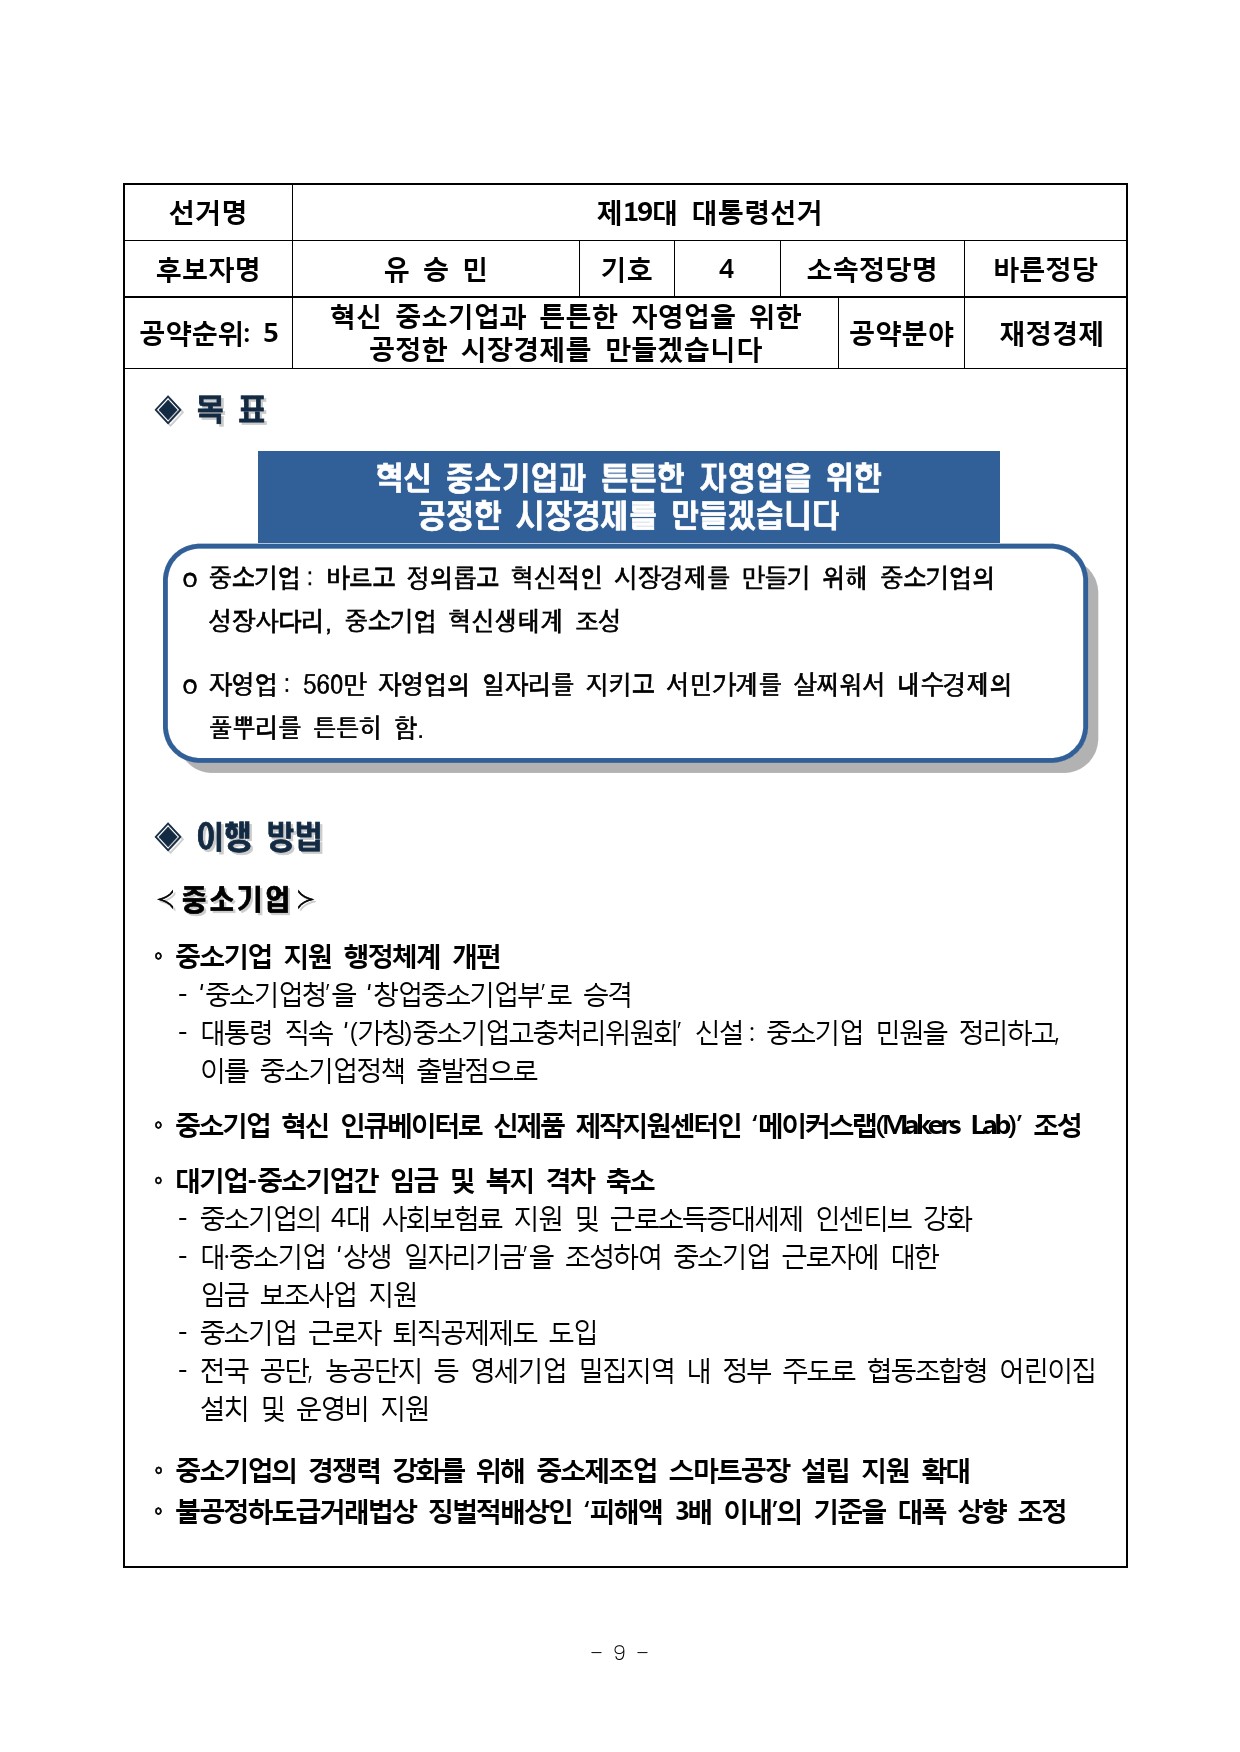 선거명 제19대 대통령선거
후보자명 유 승 민 기호 4 소속정당명 바른정당
공약순위: 5 혁신 중소기업과 튼튼한 자영업을 위한
공정한 시장경제를 만들겠습니다 공약분야 재정경제
◈ 목 표
혁신 중소기업과 튼튼한 자영업을 위한
공정한 시장경제를 만들겠습니다
o 중소기업 : 바르고 정의롭고 혁신적인 시장경제를 만들기 위해 중소기업의
성장사다리, 중소기업 혁신생태계 조성
o 자영업 : 560만 자영업의 일자리를 지키고 서민가계를 살찌워서 내수경제의
풀뿌리를 튼튼히 함.
◈ 이행 방법
<중소기업>
◦ 중소기업 지원 행정체계 개편
- '중소기업청'을 '창업중소기업부'로 승격
- 대통령 직속 '(가칭)중소기업고충처리위원회' 신설 : 중소기업 민원을 정리하고,
이를 중소기업정책 출발점으로
◦ 중소기업 혁신 인큐베이터로 신제품 제작지원센터인 '메이커스랩(Makers Lab)' 조성
◦ 대기업-중소기업간 임금 및 복지 격차 축소
- 중소기업의 4대 사회보험료 지원 및 근로소득증대세제 인센티브 강화
- 대·중소기업 '상생 일자리기금'을 조성하여 중소기업 근로자에 대한
임금 보조사업 지원
- 중소기업 근로자 퇴직공제제도 도입
- 전국 공단, 농공단지 등 영세기업 밀집지역 내 정부 주도로 협동조합형 어린이집
설치 및 운영비 지원
◦ 중소기업의 경쟁력 강화를 위해 중소제조업 스마트공장 설립 지원 확대
◦ 불공정하도급거래법상 징벌적배상인 '피해액 3배 이내'의 기준을 대폭 상향 조정
- 9 -